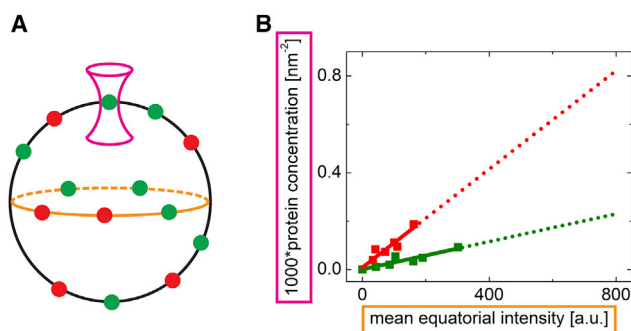 A
B
1000*protein concentration [nm⁻²]
0.8
0.4
0.0
0
400
800
mean equatorial intensity [a.u.]